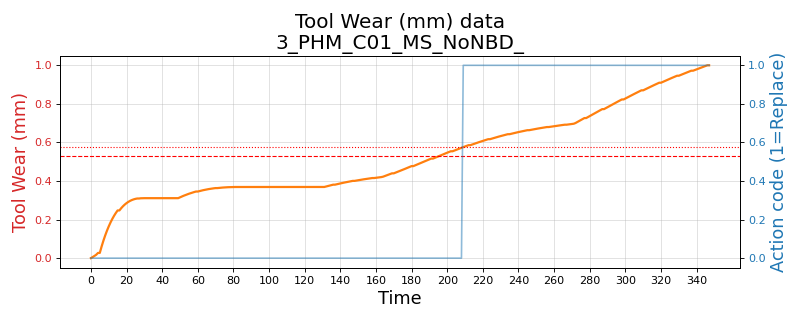 Tool Wear (mm) data
3_PHM_C01_MS_NoNBD_
Tool Wear (mm)
1.0
0.8
0.6
0.4
0.2
0.0
1.0
0.8
0.6
0.4
0.2
0.0
Action code (1=Replace)
0 20 40 60 80 100 120 140 160 180 200 220 240 260 280 300 320 340
Time